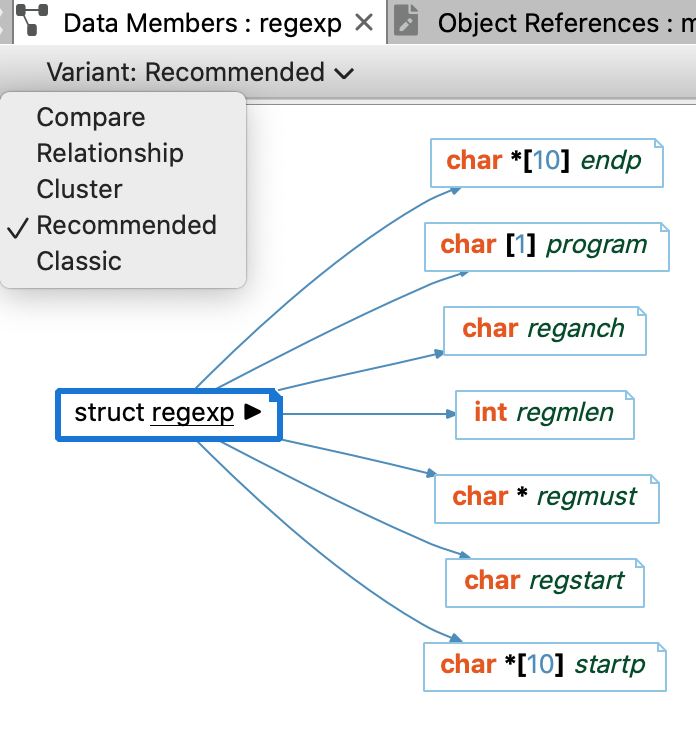 Data Members : regexp
Object References : m
Variant: Recommended
Compare
Relationship
Cluster
Recommended
Classic
char *[10] endp
char [1] program
char reganch
struct regexp
int regmlen
char * regmust
char regstart
char *[10] startp